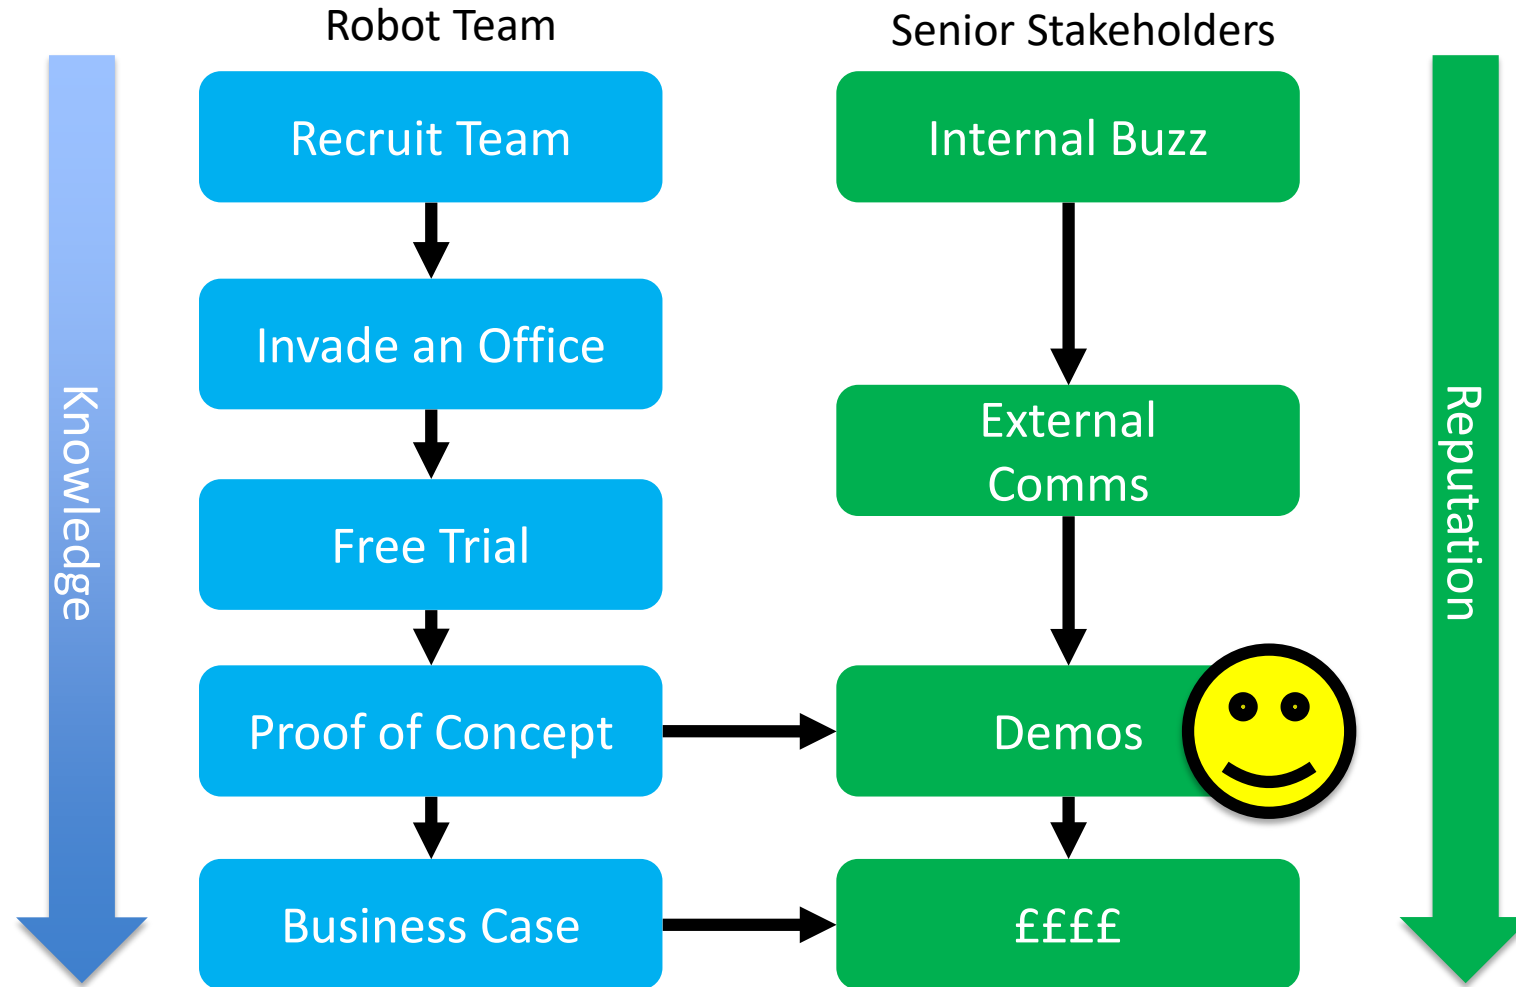 Robot Team
Senior Stakeholders
Recruit Team
Internal Buzz
Invade an Office
External
Comms
Free Trial
Proof of Concept
Demos
Business Case
££££
Knowledge
Reputation